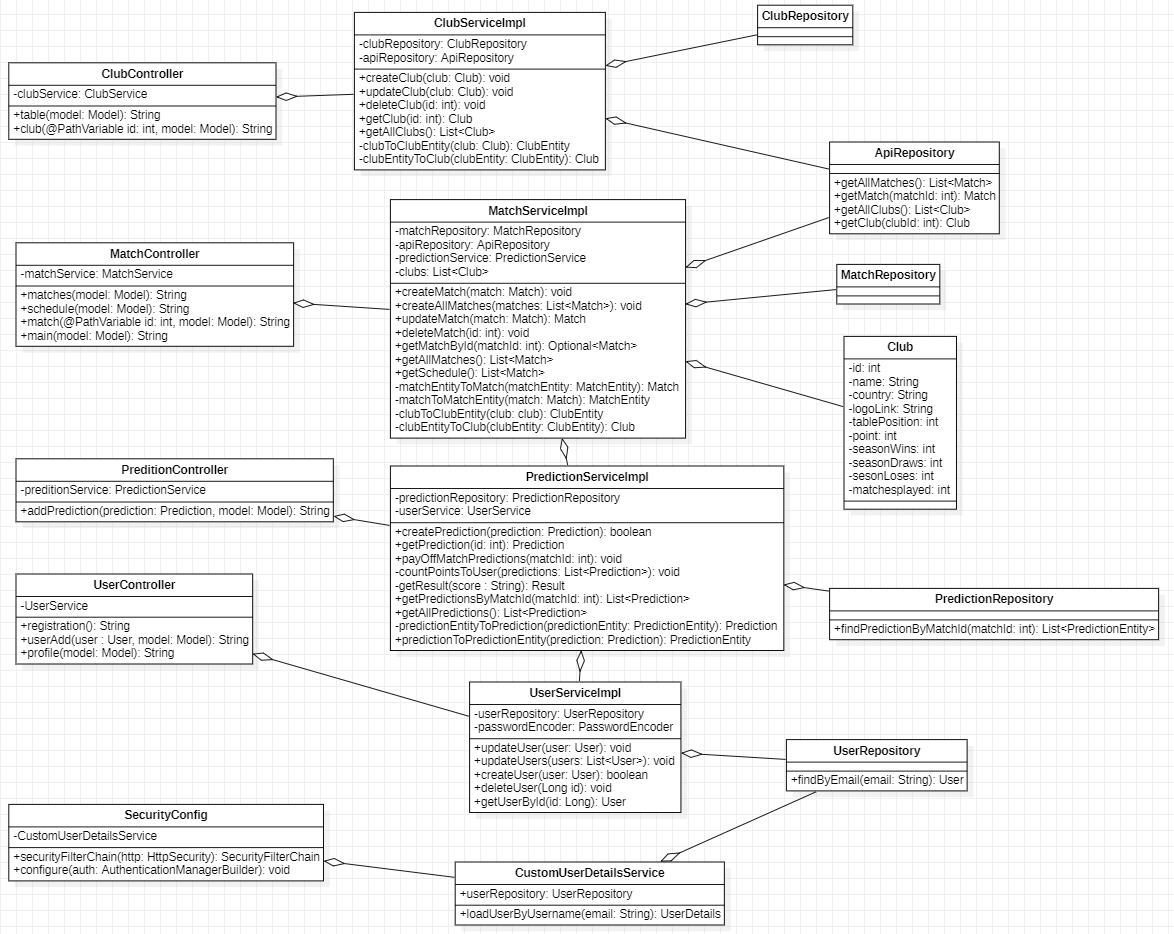 ClubController
-clubService: ClubService
+table(model: Model): String
+club(@PathVariable id: int, model: Model): String
ClubServiceImpl
-clubRepository: ClubRepository
-apiRepository: ApiRepository
+createClub(club: Club): void
+updateClub(club: Club): void
+deleteClub(id: int): void
+getClub(id: int): Club
+getAllClubs(): List<Club>
-clubToClubEntity(club: Club): ClubEntity
-clubEntityToClub(clubEntity: ClubEntity): Club
ClubRepository
ApiRepository
+getAllMatches(): List<Match>
+getMatch(matchId: int): Match
+getAllClubs(): List<Club>
+getClub(clubId: int): Club
MatchController
-matchService: MatchService
+matches(model: Model): String
+schedule(model: Model): String
+match(@PathVariable id: int, model: Model): String
+main(model: Model): String
MatchServiceImpl
-matchRepository: MatchRepository
-apiRepository: ApiRepository
-predictionService: PredictionService
-clubs: List<Club>
+createMatch(match: Match): void
+createAllMatches(matches: List<Match>): void
+updateMatch(match: Match): Match
+deleteMatch(id: int): void
+getMatchById(matchId: int): Optional<Match>
+getAllMatches(): List<Match>
+getSchedule(): List<Match>
-matchEntityToMatch(matchEntity: MatchEntity): Match
-matchToMatchEntity(match: Match): MatchEntity
-clubToClubEntity(club: club): ClubEntity
-clubEntityToClub(clubEntity: ClubEntity): Club
MatchRepository
Club
-id: int
-name: String
-country: String
-logoLink: String
-tablePosition: int
-point: int
-seasonWins: int
-seasonDraws: int
-sesonLoses: int
-matchesplayed: int
PreditionController
-preditionService: PredictionService
+addPrediction(prediction: Prediction, model: Model): String
PredictionServiceImpl
-predictionRepository: PredictionRepository
-userService: UserService
+createPrediction(prediction: Prediction): boolean
+getPrediction(id: int): Prediction
+payOffMatchPredictions(matchId: int): void
-countPointsToUser(predictions: List<Prediction>): void
-getResult(score : String): Result
+getPredictionsByMatchId(matchId: int): List<Prediction>
+getAllPredictions(): List<Prediction>
-predictionEntityToPrediction(predictionEntity: PredictionEntity): Prediction
+predictionToPredictionEntity(prediction: Prediction): PredictionEntity
PredictionRepository
+findPredictionByMatchId(matchId: int): List<PredictionEntity>
UserController
-UserService
+registration(): String
+userAdd(user : User, model: Model): String
+profile(model: Model): String
UserServiceImpl
-userRepository: UserRepository
-passwordEncoder: PasswordEncoder
+updateUser(user: User): void
+updateUsers(users: List<User>): void
+createUser(user: User): boolean
+deleteUser(Long id): void
+getUserById(id: Long): User
UserRepository
+findByEmail(email: String): User
SecurityConfig
-CustomUserDetailsService
+securityFilterChain(http: HttpSecurity): SecurityFilterChain
+configure(auth: AuthenticationManagerBuilder): void
CustomUserDetailsService
+userRepository: UserRepository
+loadUserByUsername(email: String): UserDetails